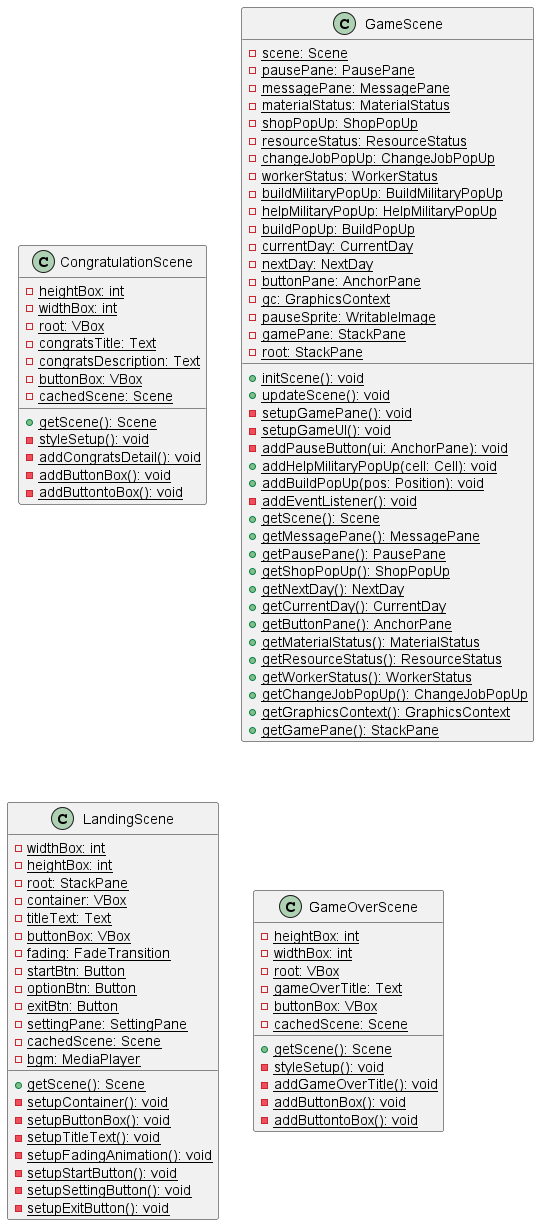 C GameScene
scene: Scene
pausePane: PausePane
messagePane: MessagePane
materialStatus: MaterialStatus
shopPopUp: ShopPopUp
resourceStatus: ResourceStatus
changeJobPopUp: ChangeJobPopUp
workerStatus: WorkerStatus
buildMilitaryPopUp: BuildMilitaryPopUp
helpMilitaryPopUp: HelpMilitaryPopUp
buildPopUp: BuildPopUp
currentDay: CurrentDay
nextDay: NextDay
buttonPane: AnchorPane
gc: GraphicsContext
pauseSprite: WritableImage
gamePane: StackPane
root: StackPane
initScene(): void
updateScene(): void
setupGamePane(): void
setupGameUI(): void
addPauseButton(ui: AnchorPane): void
addHelpMilitaryPopUp(cell: Cell): void
addBuildPopUp(pos: Position): void
addEventListener(): void
getScene(): Scene
getMessagePane(): MessagePane
getPausePane(): PausePane
getShopPopUp(): ShopPopUp
getNextDay(): NextDay
getCurrentDay(): CurrentDay
getButtonPane(): AnchorPane
getMaterialStatus(): MaterialStatus
getResourceStatus(): ResourceStatus
getWorkerStatus(): WorkerStatus
getChangeJobPopUp(): ChangeJobPopUp
getGraphicsContext(): GraphicsContext
getGamePane(): StackPane
C CongratulationScene
heightBox: int
widthBox: int
root: VBox
congratsTitle: Text
congratsDescription: Text
buttonBox: VBox
cachedScene: Scene
getScene(): Scene
styleSetup(): void
addCongratsDetail(): void
addButtonBox(): void
addButtontoBox(): void
C LandingScene
widthBox: int
heightBox: int
root: StackPane
container: VBox
titleText: Text
buttonBox: VBox
fading: FadeTransition
startBtn: Button
optionBtn: Button
exitBtn: Button
settingPane: SettingPane
cachedScene: Scene
bgm: MediaPlayer
getScene(): Scene
setupContainer(): void
setupButtonBox(): void
setupTitleText(): void
setupFadingAnimation(): void
setupStartButton(): void
setupSettingButton(): void
setupExitButton(): void
C GameOverScene
heightBox: int
widthBox: int
root: VBox
gameOverTitle: Text
buttonBox: VBox
cachedScene: Scene
getScene(): Scene
styleSetup(): void
addGameOverTitle(): void
addButtonBox(): void
addButtontoBox(): void